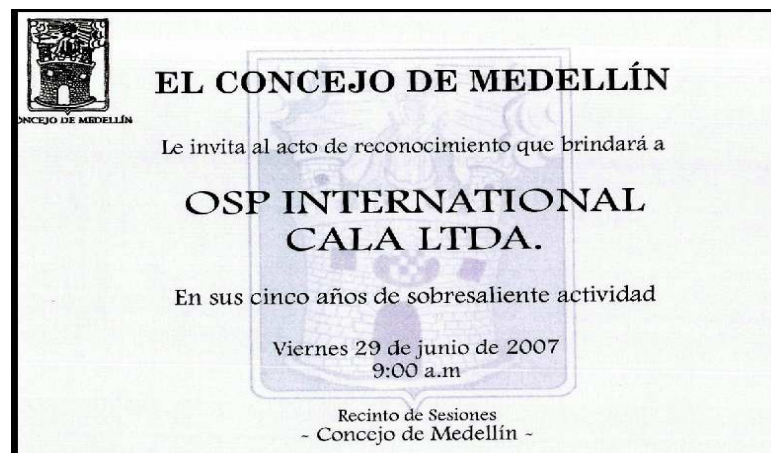 CONCEJO DE MEDELLÍN
EL CONCEJO DE MEDELLÍN
Le invita al acto de reconocimiento que brindará a
OSP INTERNATIONAL
CALA LTDA.
En sus cinco años de sobresaliente actividad
Viernes 29 de junio de 2007
9:00 a.m
Recinto de Sesiones
- Concejo de Medellín -